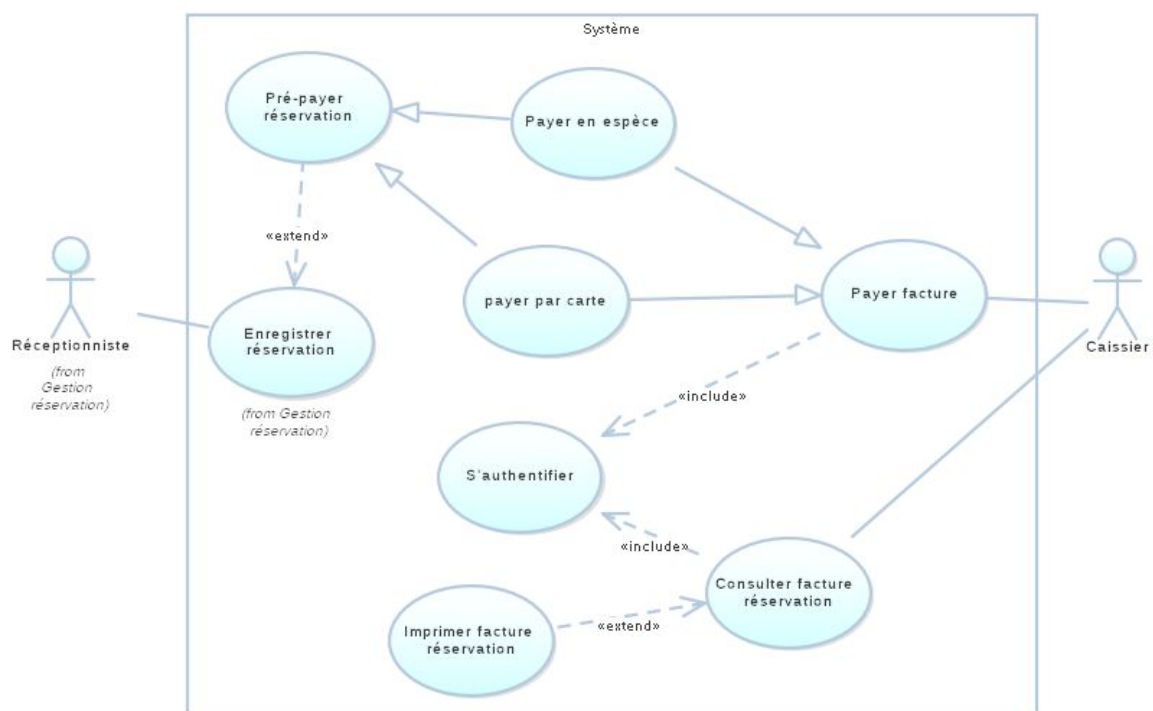 Système
Pré-payer
réservation
Payer en espèce
«extend»
payer par carte
Payer facture
Réceptionniste
(from
Gestion
réservation)
Enregistrer
réservation
(from Gestion
réservation)
Caissier
«include»
S'authentifier
«include»
Consulter facture
réservation
«extend»
Imprimer facture
réservation